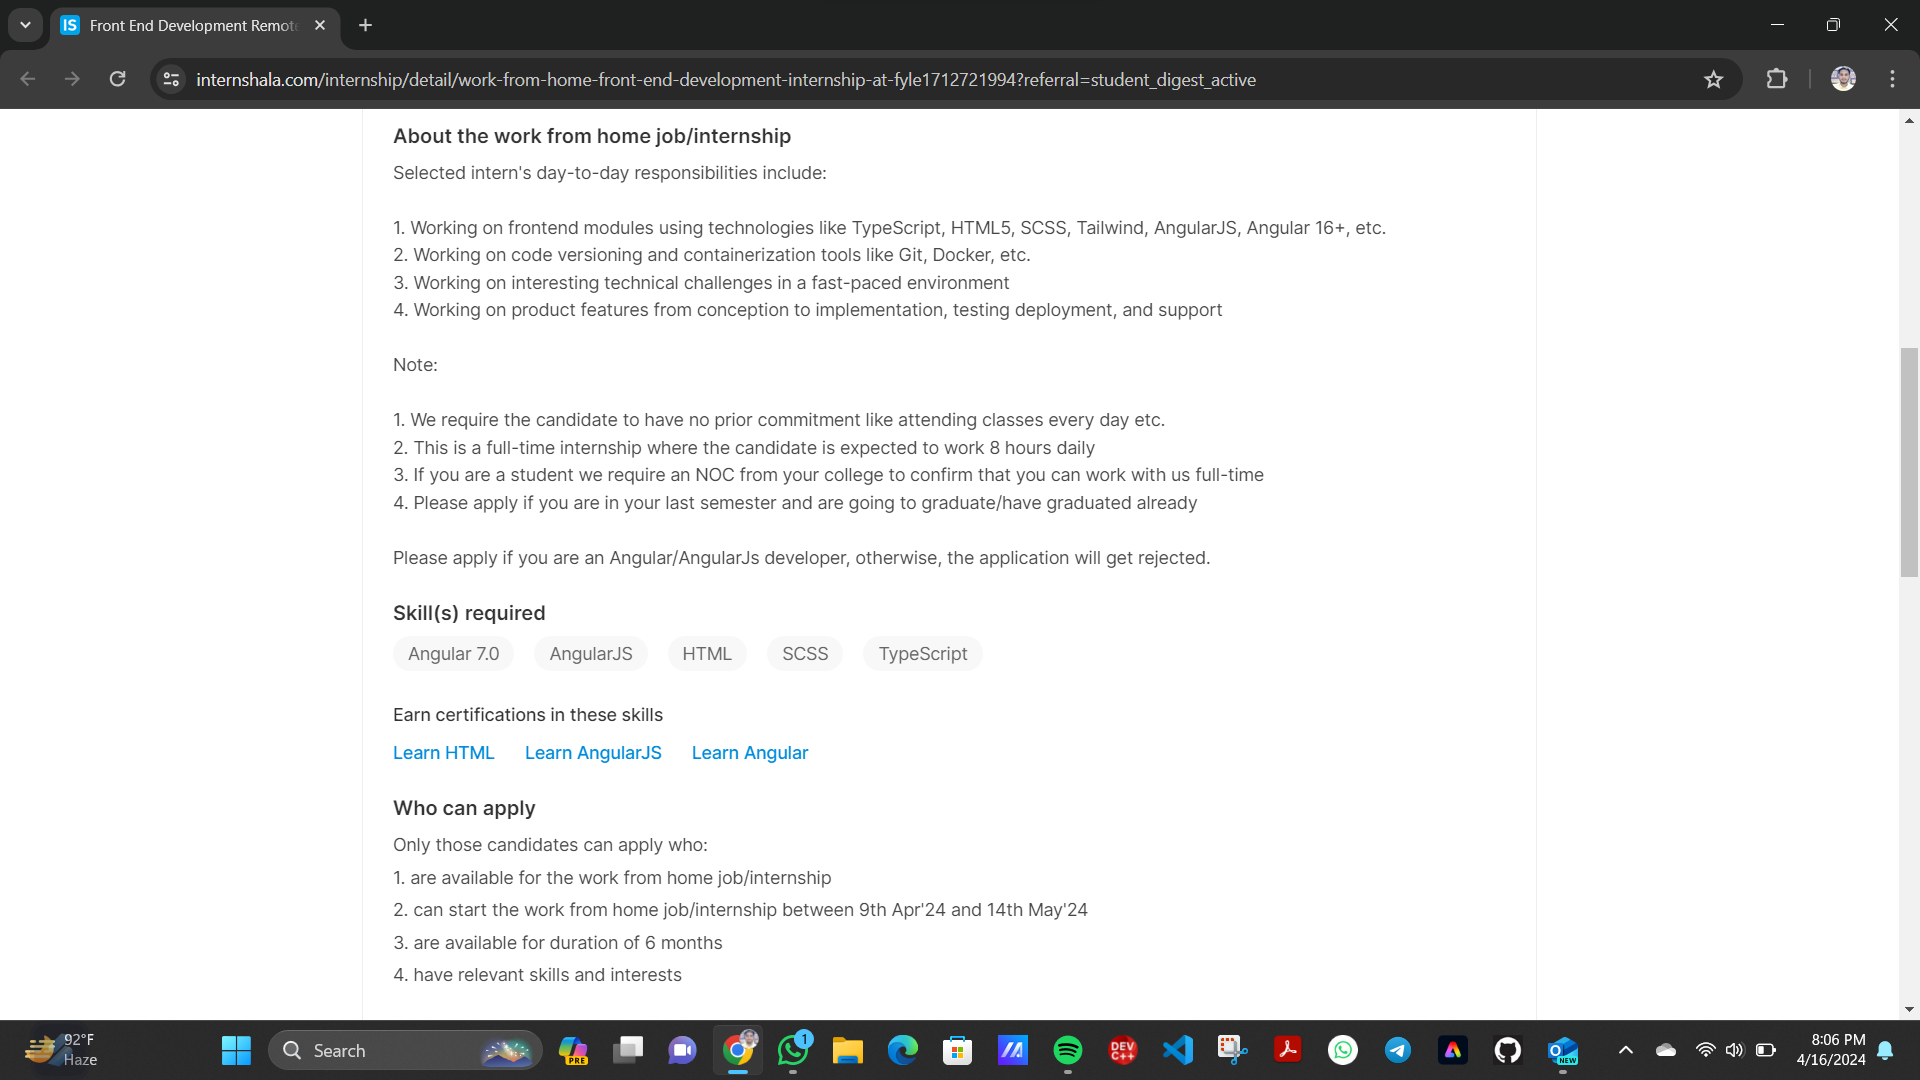 IS Front End Development Remot
internshala.com/internship/detail/work-from-home-front-end-development-internship-at-fyle1712721994?referral=student_digest_active
About the work from home job/internship
Selected intern's day-to-day responsibilities include:
1. Working on frontend modules using technologies like TypeScript, HTML5, SCSS, Tailwind, AngularJS, Angular 16+, etc.
2. Working on code versioning and containerization tools like Git, Docker, etc.
3. Working on interesting technical challenges in a fast-paced environment
4. Working on product features from conception to implementation, testing deployment, and support
Note:
1. We require the candidate to have no prior commitment like attending classes every day etc.
2. This is a full-time internship where the candidate is expected to work 8 hours daily
3. If you are a student we require an NOC from your college to confirm that you can work with us full-time
4. Please apply if you are in your last semester and are going to graduate/have graduated already
Please apply if you are an Angular/AngularJs developer, otherwise, the application will get rejected.
Skill(s) required
Angular 7.0 AngularJS HTML SCSS TypeScript
Earn certifications in these skills
Learn HTML Learn AngularJS Learn Angular
Who can apply
Only those candidates can apply who:
1. are available for the work from home job/internship
2. can start the work from home job/internship between 9th Apr'24 and 14th May'24
3. are available for duration of 6 months
4. have relevant skills and interests
92°F
Haze
Search
PRE
1
DEV
C++
NEW
8:06 PM
4/16/2024